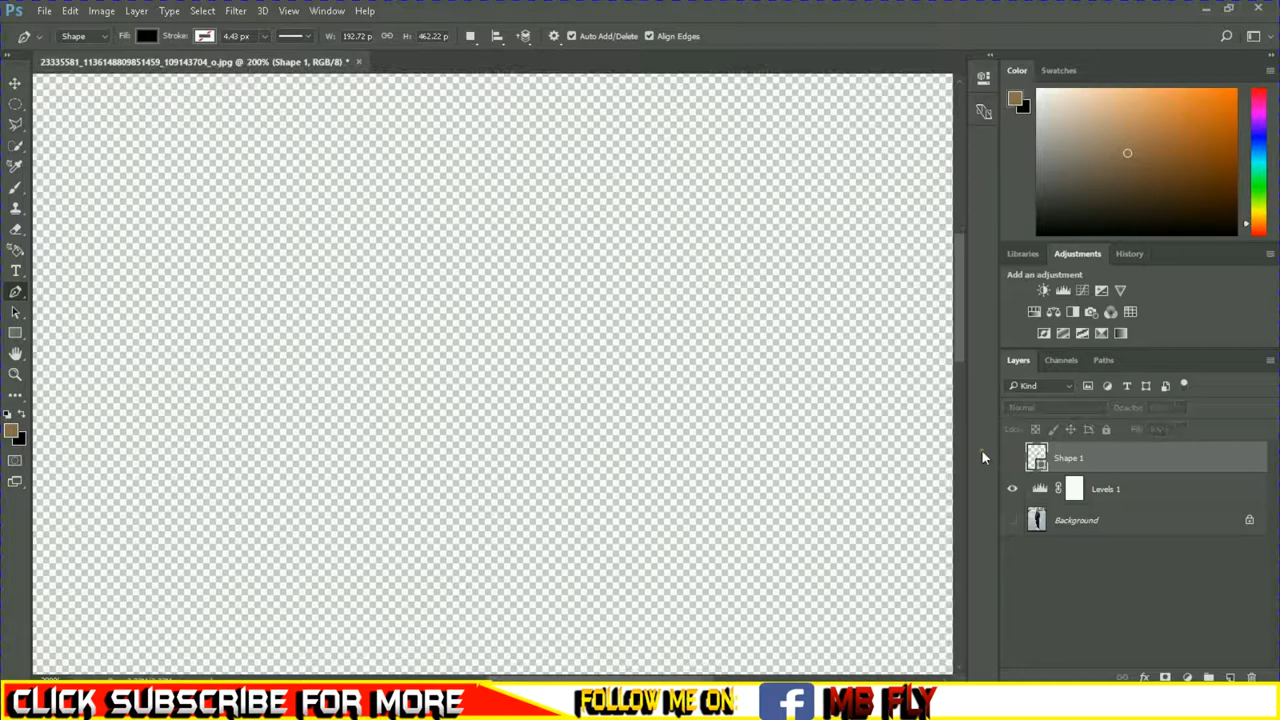 Ps File Edit Image Layer Type Select Filter 3D View Window Help
Shape Fill: Stroke: 4.43 px W: 192.72 p H: 462.22 p Auto Add/Delete Align Edges
23335581_1136148809851459_109143704_o.jpg @ 200% (Shape 1, RGB/8) * ×
Color Swatches
Libraries Adjustments History
Add an adjustment
Layers Channels Paths
Kind
Normal Opacity:
Lock: Fill:
Shape 1
Levels 1
Background
CLICK SUBSCRIBE FOR MORE FOLLOW ME ON f MB FLY